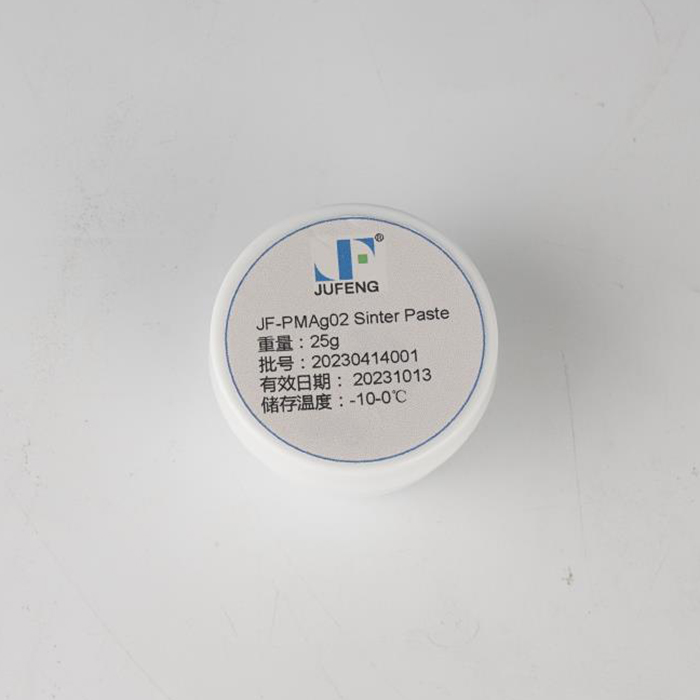 JF®
JUFENG
JF-PMAg02 Sinter Paste
重量：25g
批号：20230414001
有效日期： 20231013
储存温度：-10-0℃